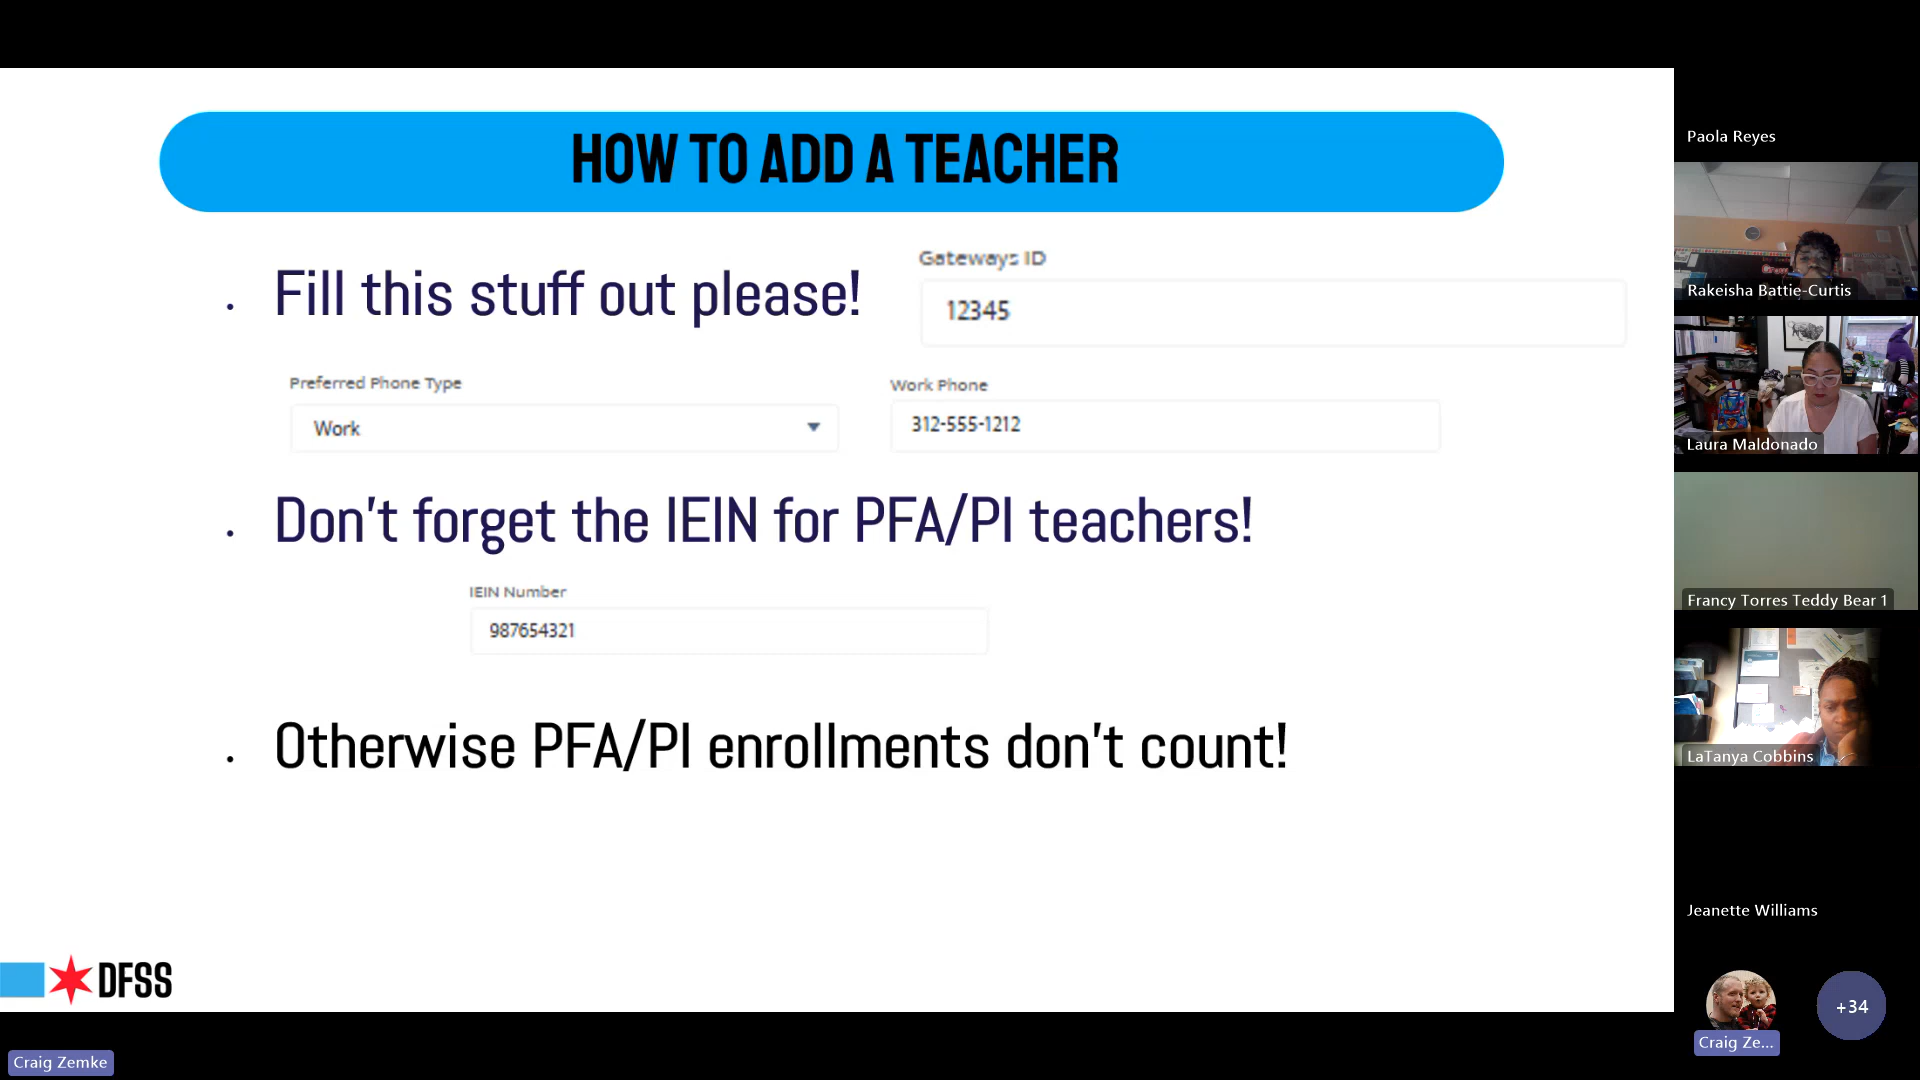 HOW TO ADD A TEACHER
Gateways ID
. Fill this stuff out please!
12345
Preferred Phone Type
Work Phone
Work
312-555-1212
. Don't forget the IEIN for PFA/PI teachers!
IEIN Number
987654321
. Otherwise PFA/PI enrollments don't count!
DFSS
Craig Zemke
Paola Reyes
Rakeisha Battie-Curtis
Laura Maldonado
Francy Torres Teddy Bear 1
LaTanya Cobbins
Jeanette Williams
Craig Ze...
+34